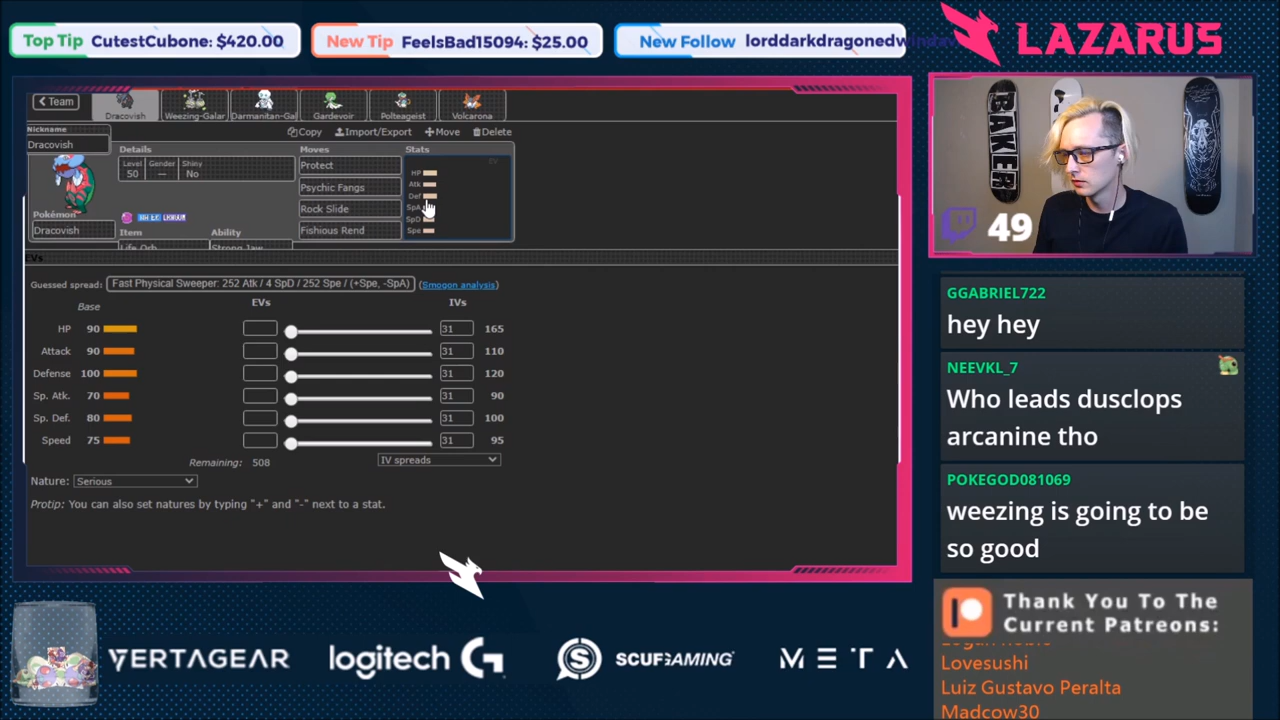 Top Tip CutestCubone: $420.00
New Tip FeelsBad15094: $25.00
New Follow lorddarkdragonedwindav
LAZARUS
Team
Dracovish
Weezing-Galar
Darmanitan-Gal
Gardevoir
Polteageist
Volcarona
Copy Import/Export Move Delete
Nickname
Dracovish
Details
Moves
Stats
Level
50
Gender
—
Shiny
No
Protect
Psychic Fangs
Rock Slide
Fishious Rend
EV
HP
Atk
Def
SpA
SpD
Spe
Pokémon
Dracovish
Item
Life Orb
Ability
Strong Jaw
EVs
Guessed spread: Fast Physical Sweeper: 252 Atk / 4 SpD / 252 Spe / (+Spe, -SpA) (Smogon analysis)
Base EVs IVs
HP 90 31 165
Attack 90 31 110
Defense 100 31 120
Sp. Atk. 70 31 90
Sp. Def. 80 31 100
Speed 75 31 95
Remaining: 508
IV spreads
Nature: Serious
Protip: You can also set natures by typing "+" and "-" next to a stat.
BAKER
49
GGABRIEL722
hey hey
NEEVKL_7
Who leads dusclops
arcanine tho
POKEGOD081069
weezing is going to be
so good
Thank You To The
Current Patreons:
Lovesushi
Luiz Gustavo Peralta
Madcow30
VERTAGEAR
logitech G
S SCUF GAMING
META